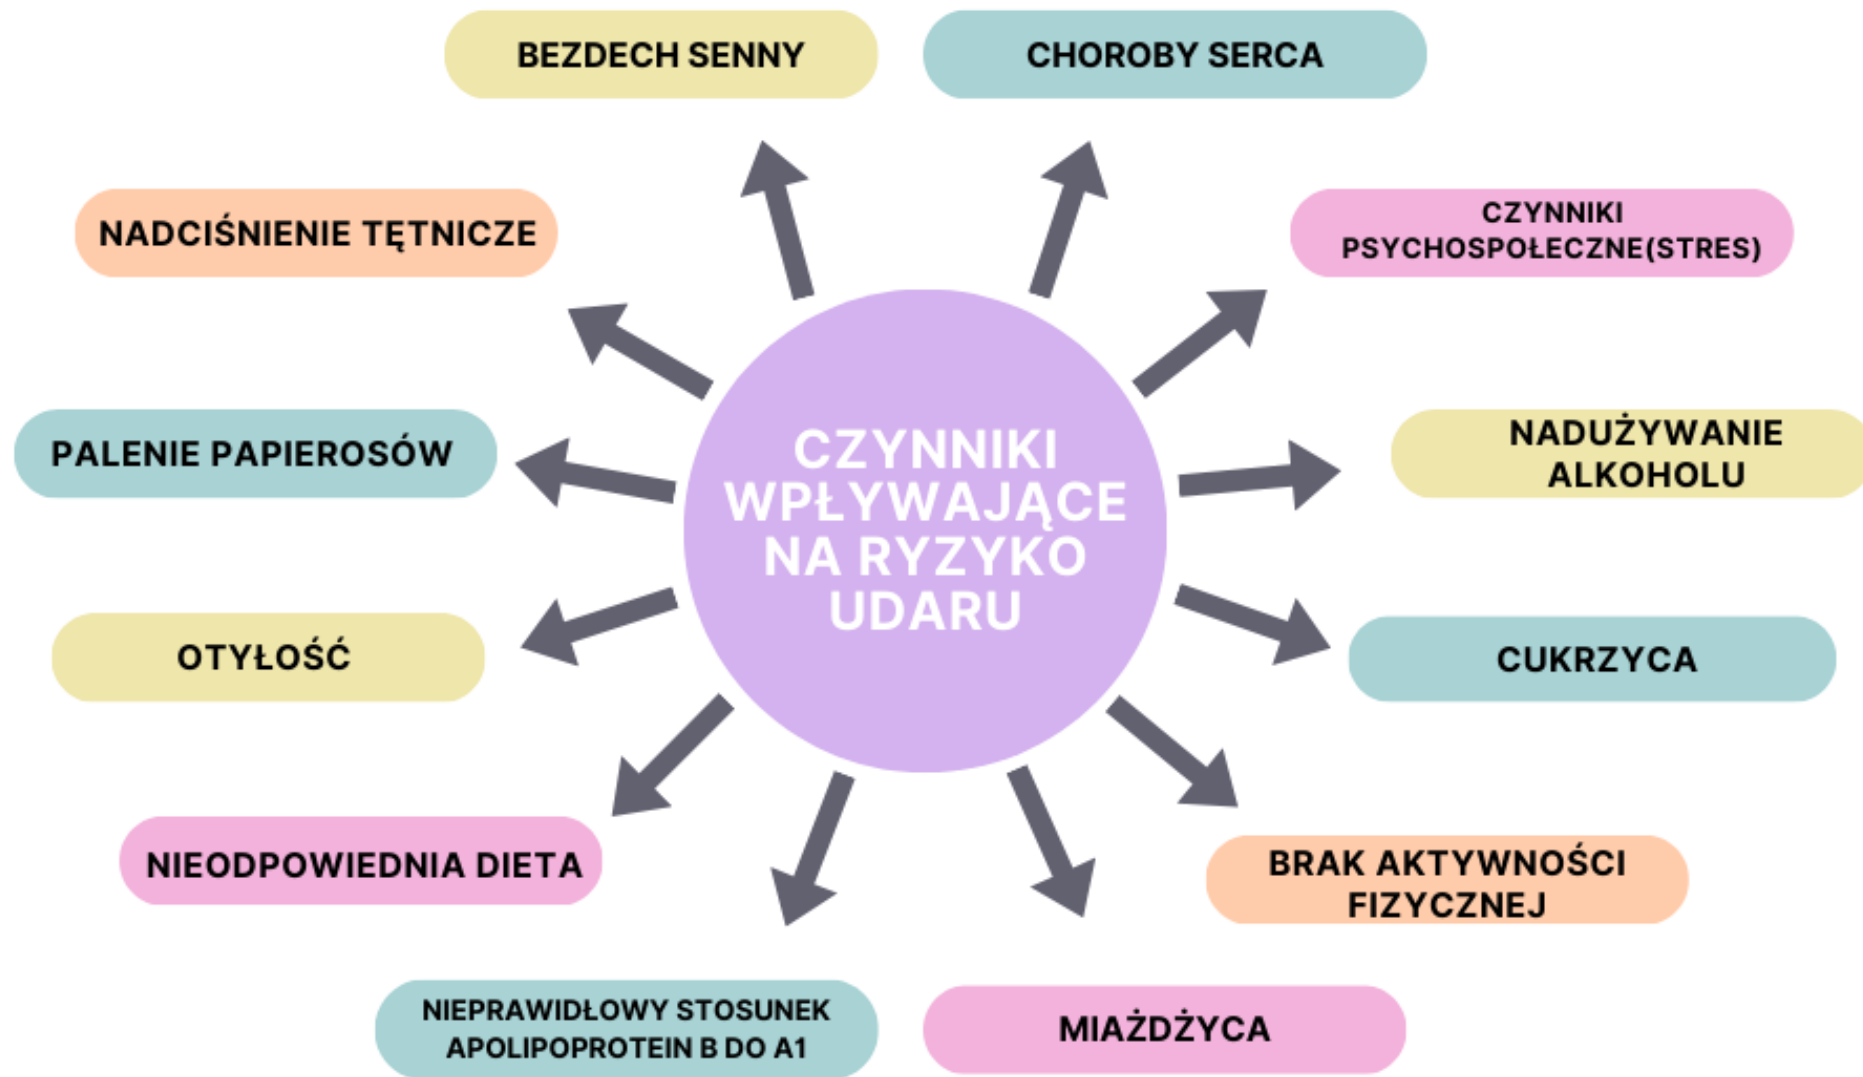 BEZDECH SENNY
CHOROBY SERCA
NADCIŚNIENIE TĘTNICZE
CZYNNIKI
PSYCHOSPOŁECZNE(STRES)
PALENIE PAPIEROSÓW
NADUŻYWANIE
ALKOHOLU
CZYNNIKI
WPŁYWAJĄCE
NA RYZYKO
UDARU
OTYŁOŚĆ
CUKRZYCA
NIEODPOWIEDNIA DIETA
BRAK AKTYWNOŚCI
FIZYCZNEJ
NIEPRAWIDŁOWY STOSUNEK
APOLIPOPROTEIN B DO A1
MIAŻDŻYCA